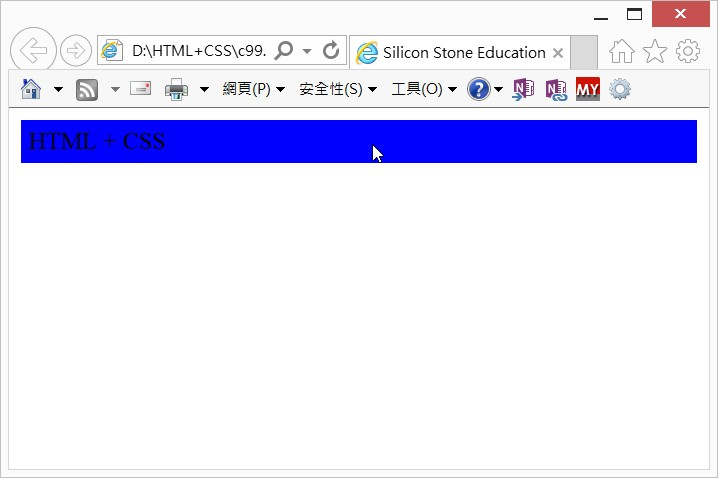 D:\HTML+CSS\c99.
Silicon Stone Education
網頁(P) 安全性(S) 工具(O) ? N N MY
HTML + CSS